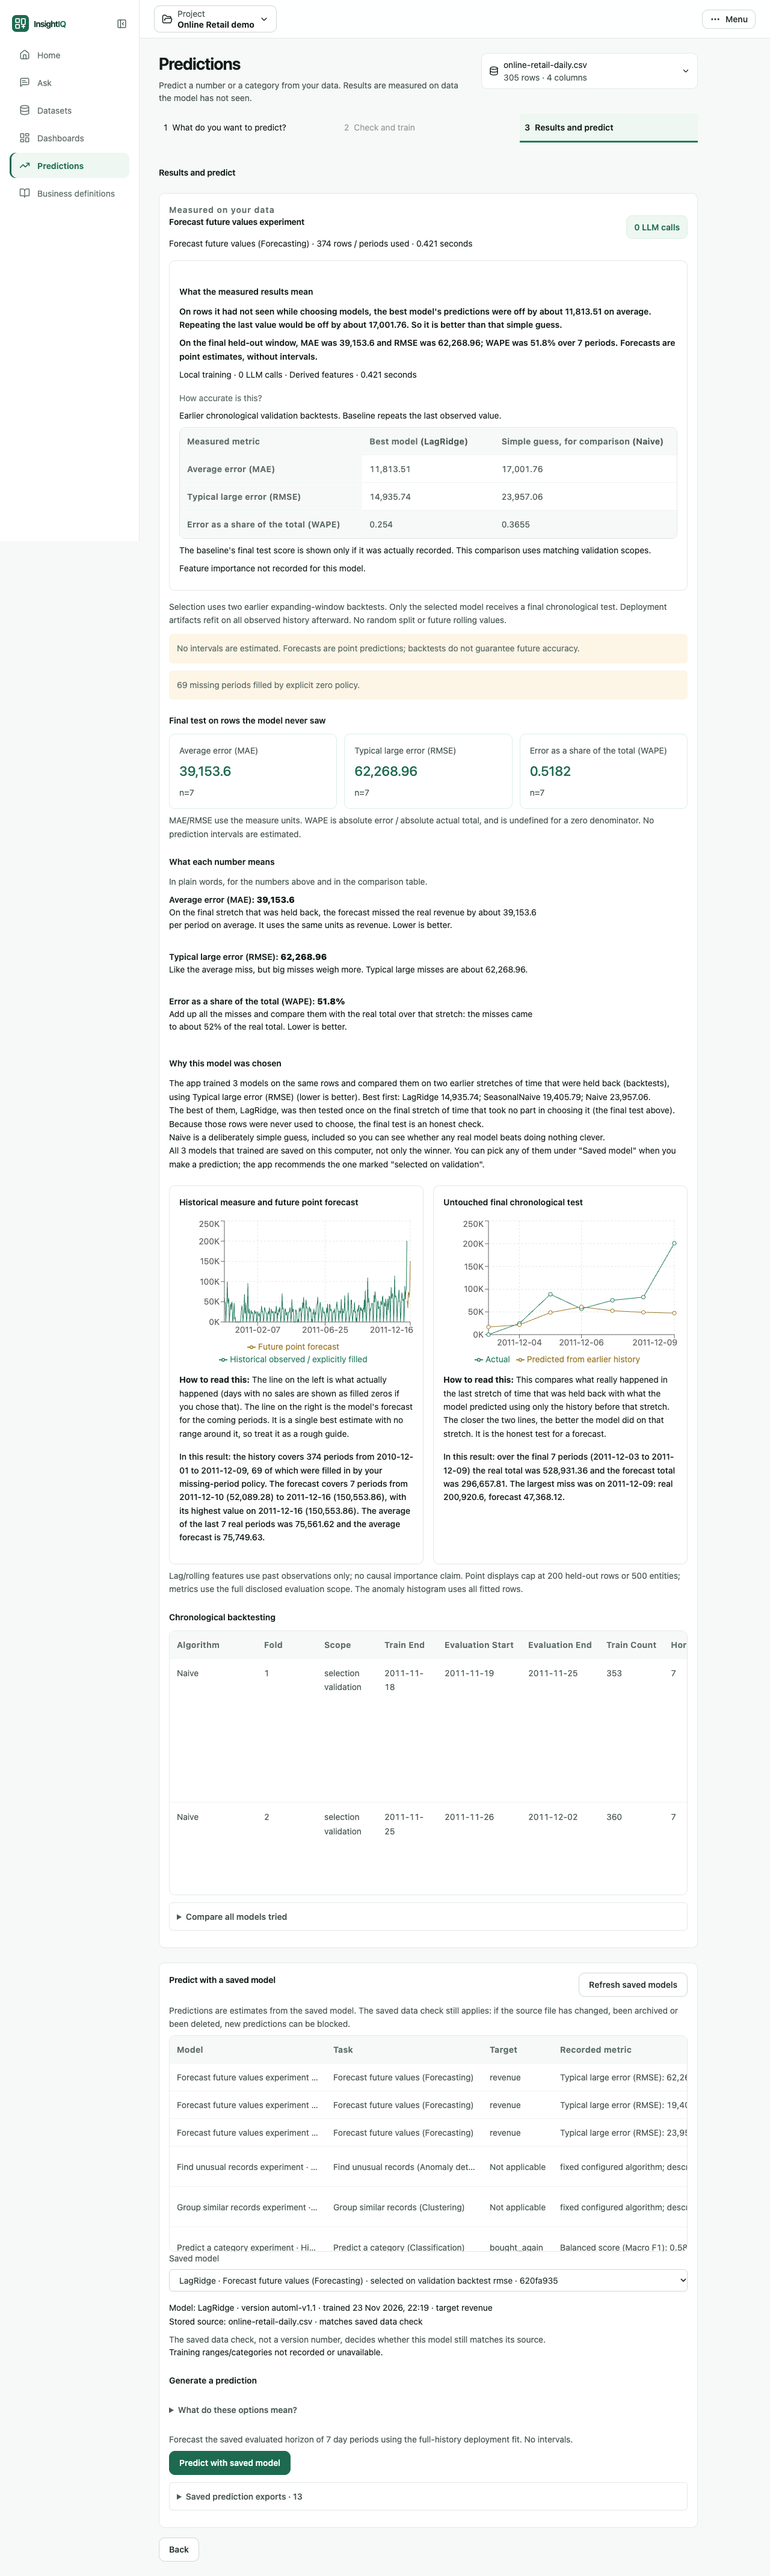 InsightIQ
Home
Ask
Datasets
Dashboards
Predictions
Business definitions
Project
Online Retail demo
Menu
Predictions
Predict a number or a category from your data. Results are measured on data
the model has not seen.
online-retail-daily.csv
305 rows · 4 columns
1 What do you want to predict?
2 Check and train
3 Results and predict
Results and predict
Measured on your data
Forecast future values experiment
0 LLM calls
Forecast future values (Forecasting) · 374 rows / periods used · 0.421 seconds
What the measured results mean
On rows it had not seen while choosing models, the best model's predictions were off by about 11,813.51 on average.
Repeating the last value would be off by about 17,001.76. So it is better than that simple guess.
On the final held-out window, MAE was 39,153.6 and RMSE was 62,268.96; WAPE was 51.8% over 7 periods. Forecasts are
point estimates, without intervals.
Local training · 0 LLM calls · Derived features · 0.421 seconds
How accurate is this?
Earlier chronological validation backtests. Baseline repeats the last observed value.
Measured metric Best model (LagRidge) Simple guess, for comparison (Naive)
Average error (MAE) 11,813.51 17,001.76
Typical large error (RMSE) 14,935.74 23,957.06
Error as a share of the total (WAPE) 0.254 0.3655
The baseline's final test score is shown only if it was actually recorded. This comparison uses matching validation scopes.
Feature importance not recorded for this model.
Selection uses two earlier expanding-window backtests. Only the selected model receives a final chronological test. Deployment
artifacts refit on all observed history afterward. No random split or future rolling values.
No intervals are estimated. Forecasts are point predictions; backtests do not guarantee future accuracy.
69 missing periods filled by explicit zero policy.
Final test on rows the model never saw
Average error (MAE)
39,153.6
n=7
Typical large error (RMSE)
62,268.96
n=7
Error as a share of the total (WAPE)
0.5182
n=7
MAE/RMSE use the measure units. WAPE is absolute error / absolute actual total, and is undefined for a zero denominator. No
prediction intervals are estimated.
What each number means
In plain words, for the numbers above and in the comparison table.
Average error (MAE): 39,153.6
On the final stretch that was held back, the forecast missed the real revenue by about 39,153.6
per period on average. It uses the same units as revenue. Lower is better.
Typical large error (RMSE): 62,268.96
Like the average miss, but big misses weigh more. Typical large misses are about 62,268.96.
Error as a share of the total (WAPE): 51.8%
Add up all the misses and compare them with the real total over that stretch: the misses came
to about 52% of the real total. Lower is better.
Why this model was chosen
The app trained 3 models on the same rows and compared them on two earlier stretches of time that were held back (backtests),
using Typical large error (RMSE) (lower is better). Best first: LagRidge 14,935.74; SeasonalNaive 19,405.79; Naive 23,957.06.
The best of them, LagRidge, was then tested once on the final stretch of time that took no part in choosing it (the final test above).
Because those rows were never used to choose, the final test is an honest check.
Naive is a deliberately simple guess, included so you can see whether any real model beats doing nothing clever.
All 3 models that trained are saved on this computer, not only the winner. You can pick any of them under "Saved model" when you
make a prediction; the app recommends the one marked "selected on validation".
Historical measure and future point forecast
250K
200K
150K
100K
50K
0K
2011-02-07 2011-06-25 2011-12-16
Future point forecast
Historical observed / explicitly filled
How to read this: The line on the left is what actually
happened (days with no sales are shown as filled zeros if
you chose that). The line on the right is the model's forecast
for the coming periods. It is a single best estimate with no
range around it, so treat it as a rough guide.
In this result: the history covers 374 periods from 2010-12-
01 to 2011-12-09, 69 of which were filled in by your
missing-period policy. The forecast covers 7 periods from
2011-12-10 (52,089.28) to 2011-12-16 (150,553.86), with
its highest value on 2011-12-16 (150,553.86). The average
of the last 7 real periods was 75,561.62 and the average
forecast is 75,749.63.
Untouched final chronological test
250K
200K
150K
100K
50K
0K
2011-12-04 2011-12-06 2011-12-09
Actual Predicted from earlier history
How to read this: This compares what really happened in
the last stretch of time that was held back with what the
model predicted using only the history before that stretch.
The closer the two lines, the better the model did on that
stretch. It is the honest test for a forecast.
In this result: over the final 7 periods (2011-12-03 to 2011-
12-09) the real total was 528,931.36 and the forecast total
was 296,657.81. The largest miss was on 2011-12-09: real
200,920.6, forecast 47,368.12.
Lag/rolling features use past observations only; no causal importance claim. Point displays cap at 200 held-out rows or 500 entities;
metrics use the full disclosed evaluation scope. The anomaly histogram uses all fitted rows.
Chronological backtesting
Algorithm Fold Scope Train End Evaluation Start Evaluation End Train Count Hor
Naive 1 selection validation 2011-11-18 2011-11-19 2011-11-25 353 7
Naive 2 selection validation 2011-11-25 2011-11-26 2011-12-02 360 7
Compare all models tried
Predict with a saved model
Refresh saved models
Predictions are estimates from the saved model. The saved data check still applies: if the source file has changed, been archived or
been deleted, new predictions can be blocked.
Model Task Target Recorded metric
Forecast future values experiment ... Forecast future values (Forecasting) revenue Typical large error (RMSE): 62,26
Forecast future values experiment ... Forecast future values (Forecasting) revenue Typical large error (RMSE): 19,40
Forecast future values experiment ... Forecast future values (Forecasting) revenue Typical large error (RMSE): 23,95
Find unusual records experiment · ... Find unusual records (Anomaly det... Not applicable fixed configured algorithm; descr
Group similar records experiment ·... Group similar records (Clustering) Not applicable fixed configured algorithm; descr
Predict a category experiment · Hi... Predict a category (Classification) bought_again Balanced score (Macro F1): 0.58
Saved model
LagRidge · Forecast future values (Forecasting) · selected on validation backtest rmse · 620fa935
Model: LagRidge · version automl-v1.1 · trained 23 Nov 2026, 22:19 · target revenue
Stored source: online-retail-daily.csv · matches saved data check
The saved data check, not a version number, decides whether this model still matches its source.
Training ranges/categories not recorded or unavailable.
Generate a prediction
What do these options mean?
Forecast the saved evaluated horizon of 7 day periods using the full-history deployment fit. No intervals.
Predict with saved model
Saved prediction exports · 13
Back